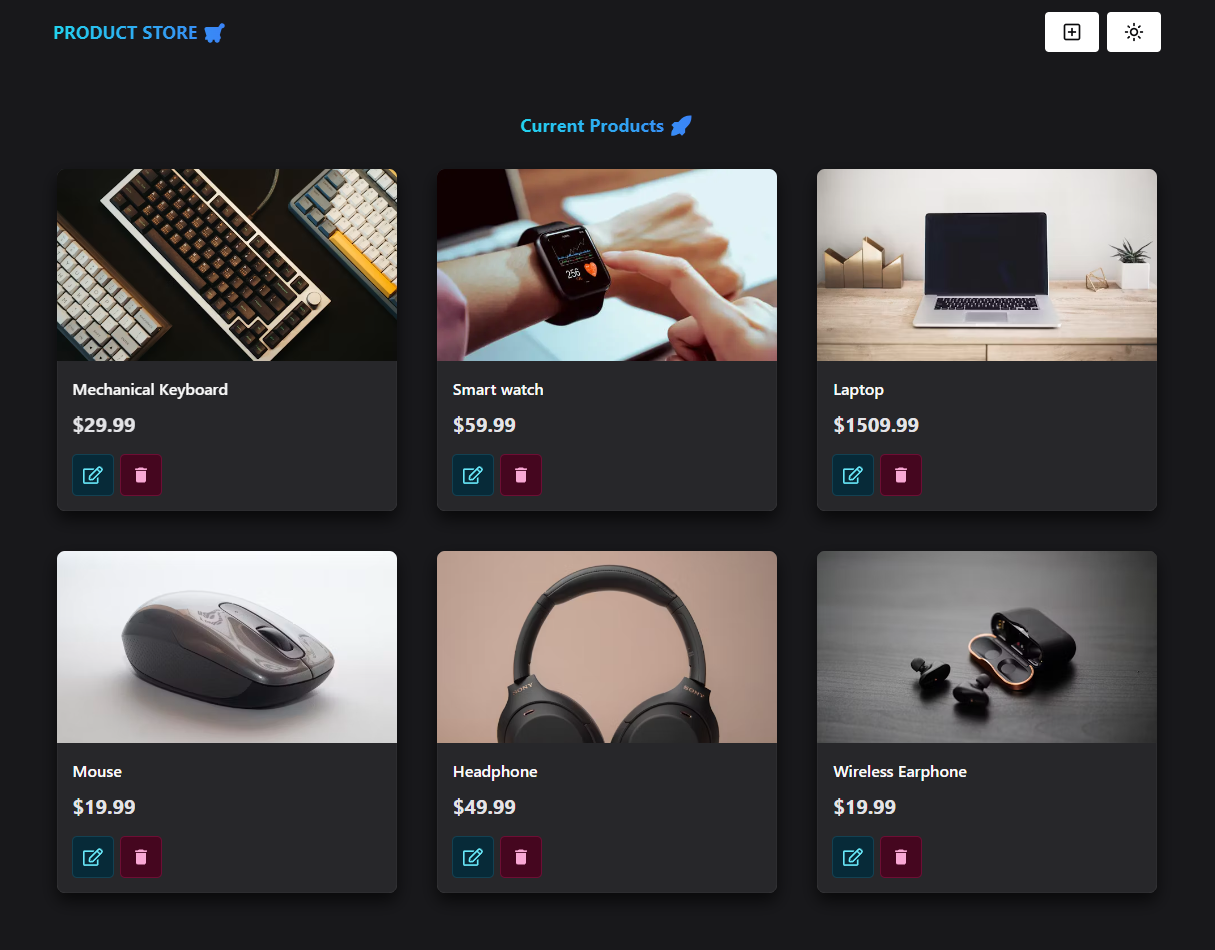 PRODUCT STORE
Current Products
256
Mechanical Keyboard
$29.99
Smart watch
$59.99
Laptop
$1509.99
SONY
SONY
Mouse
$19.99
Headphone
$49.99
Wireless Earphone
$19.99